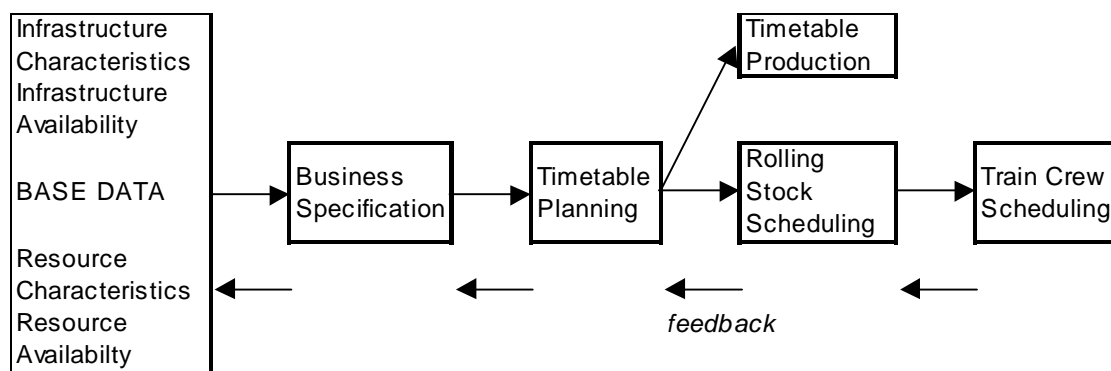 Infrastructure
Characteristics
Infrastructure
Availability
BASE DATA
Resource
Characteristics
Resource
Availabilty
Business
Specification
Timetable
Planning
Timetable
Production
Rolling
Stock
Scheduling
Train Crew
Scheduling
feedback